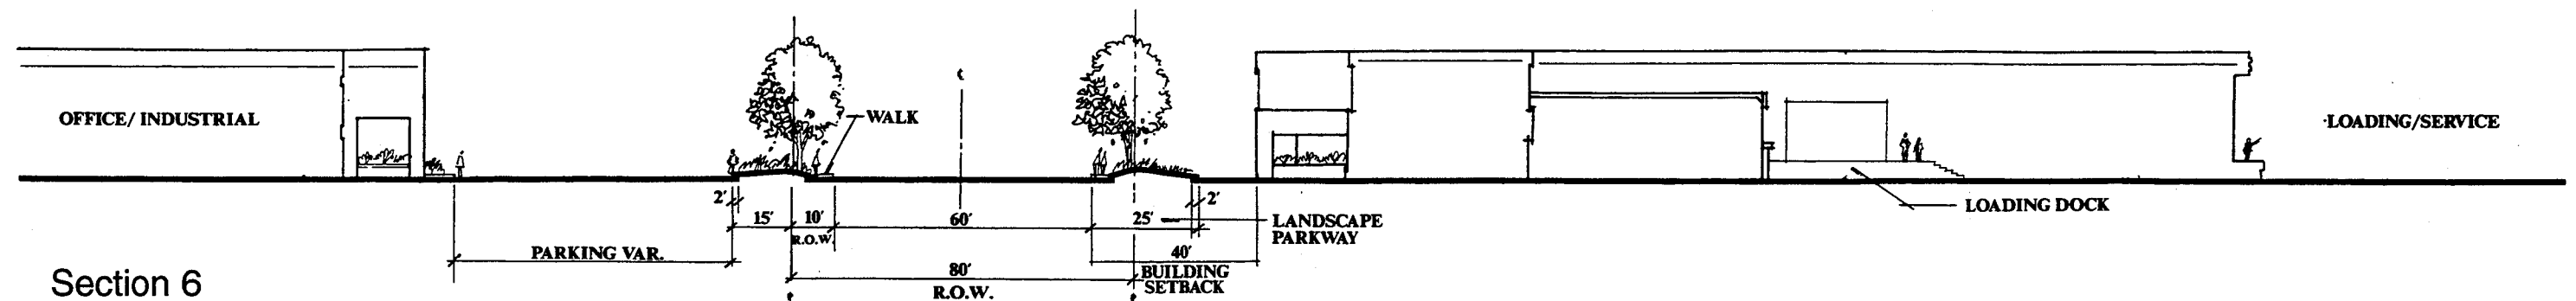 OFFICE/ INDUSTRIAL
℄
WALK
LOADING/SERVICE
2'
2'
15'
10'
60'
25'
LANDSCAPE
PARKWAY
LOADING DOCK
R.O.W.
PARKING VAR.
40'
80'
BUILDING
SETBACK
R.O.W.
Section 6